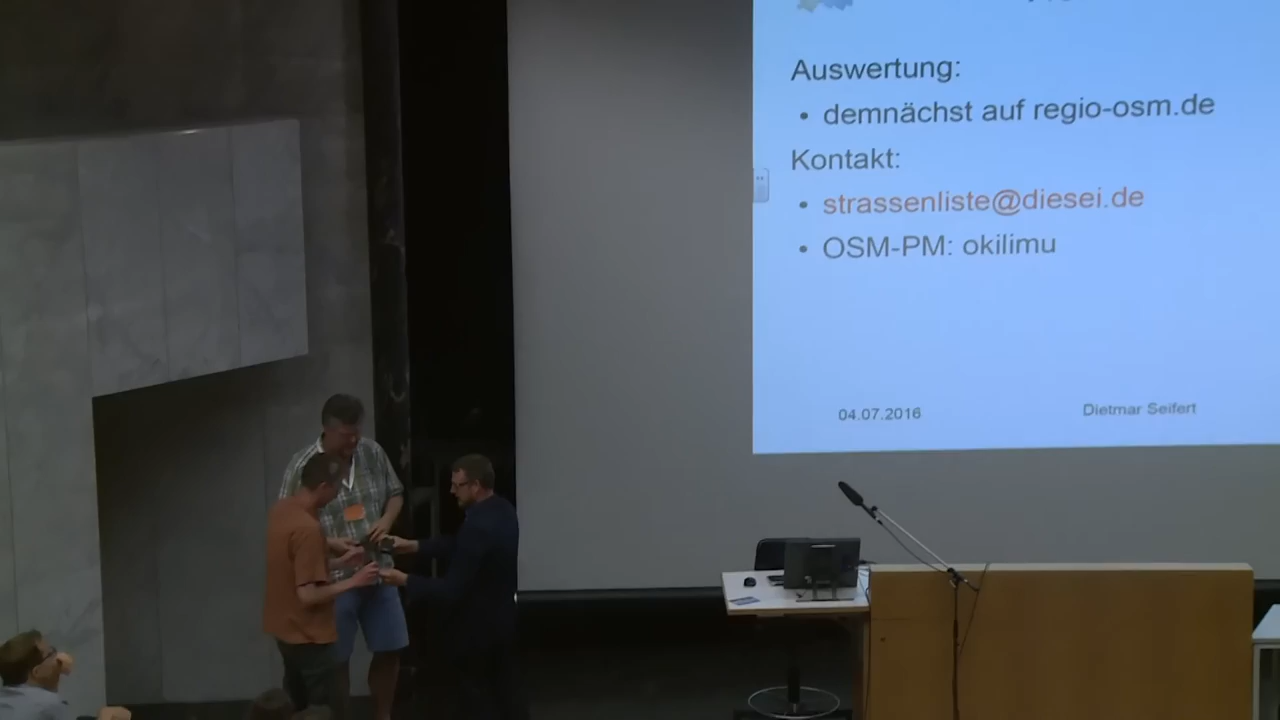 Auswertung:
• demnächst auf regio-osm.de
Kontakt:
• strassenliste@diesei.de
• OSM-PM: okilimu
04.07.2016
Dietmar Seifert